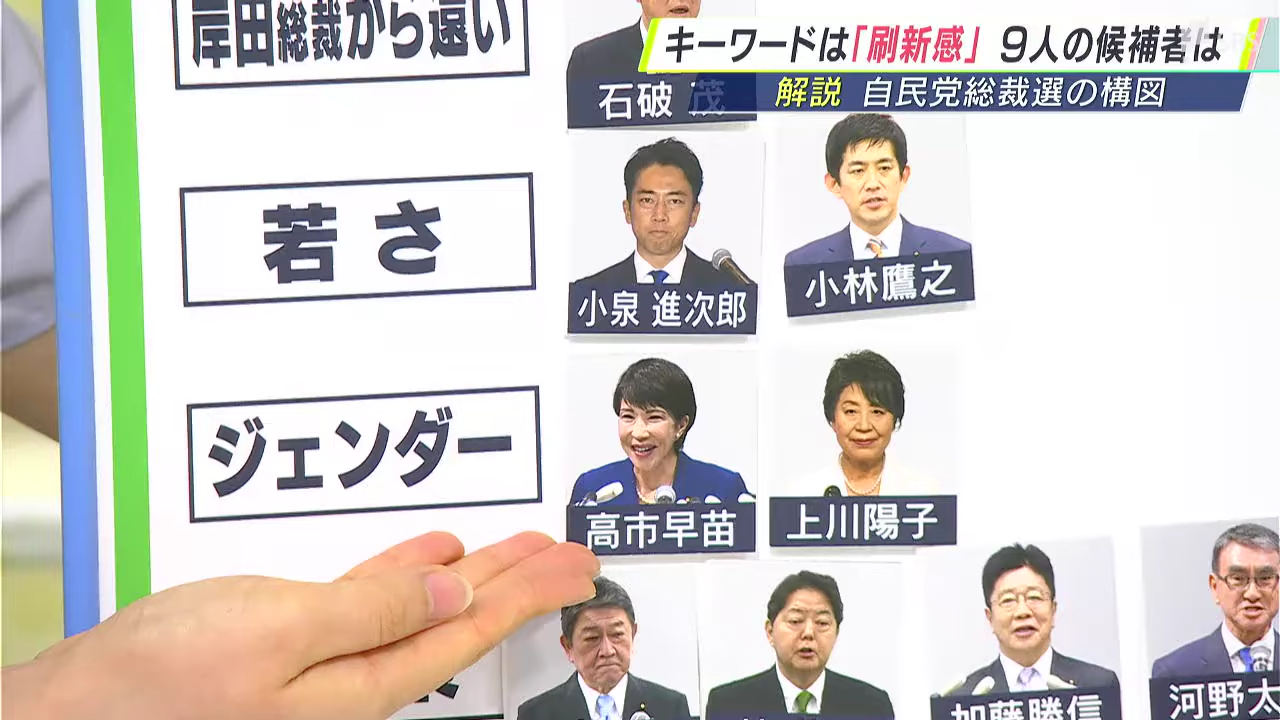 キーワードは「刷新感」 9人の候補者は
解説 自民党総裁選の構図
岸田総裁から遠い
石破 茂
若さ
小泉 進次郎
小林鷹之
ジェンダー
高市早苗
上川陽子
加藤勝信
河野太